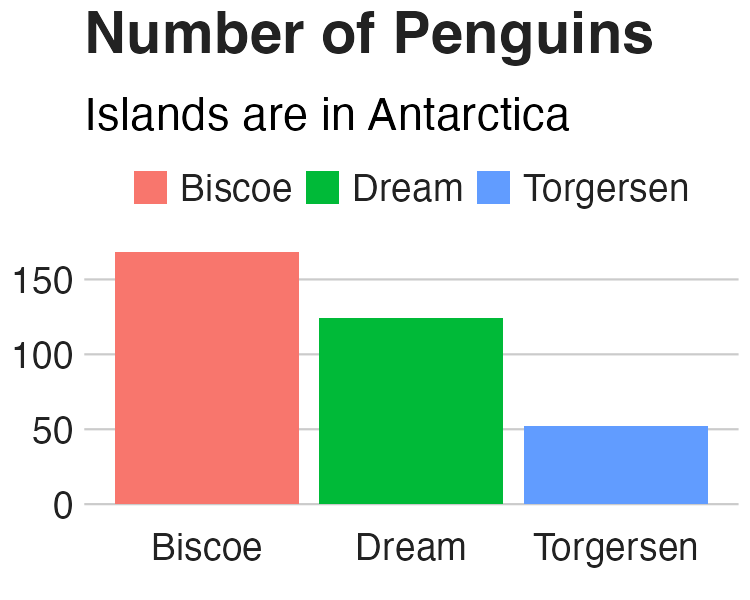 Number of Penguins
Islands are in Antarctica
Biscoe Dream Torgersen
150
100
50
0
Biscoe Dream Torgersen